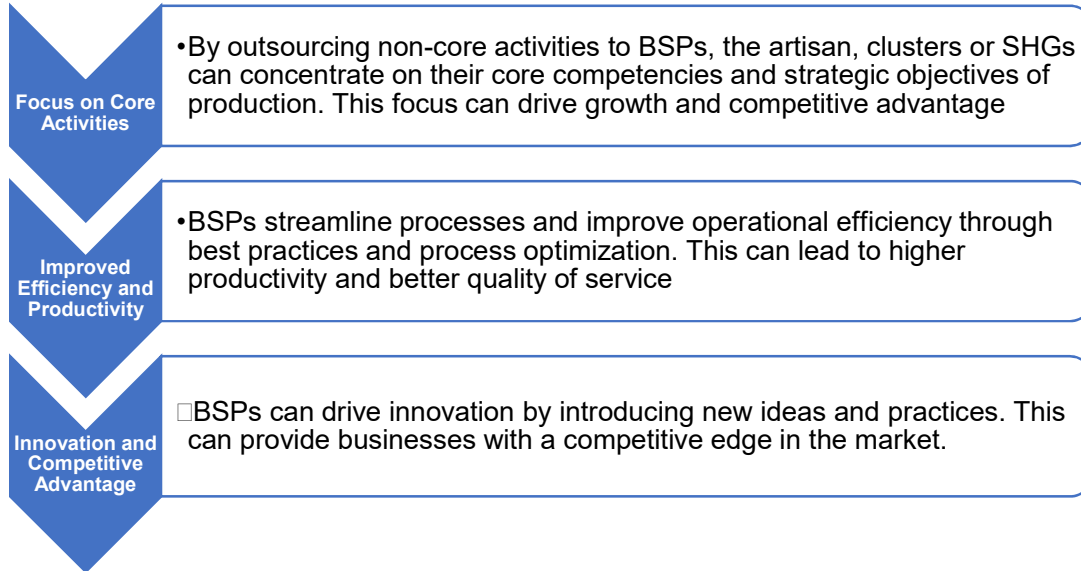 Focus on Core
Activities
•By outsourcing non-core activities to BSPs, the artisan, clusters or SHGs
can concentrate on their core competencies and strategic objectives of
production. This focus can drive growth and competitive advantage
Improved
Efficiency and
Productivity
•BSPs streamline processes and improve operational efficiency through
best practices and process optimization. This can lead to higher
productivity and better quality of service
Innovation and
Competitive
Advantage
□BSPs can drive innovation by introducing new ideas and practices. This
can provide businesses with a competitive edge in the market.